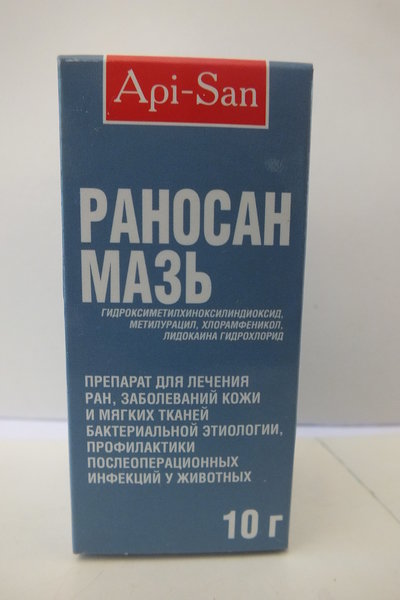 Api-San
РАНОСАН
МАЗЬ
ГИДРОКСИМЕТИЛХИНОКСИЛИНДИОКСИД,
МЕТИЛУРАЦИЛ, ХЛОРАМФЕНИКОЛ,
ЛИДОКАИНА ГИДРОХЛОРИД
ПРЕПАРАТ ДЛЯ ЛЕЧЕНИЯ
РАН, ЗАБОЛЕВАНИЙ КОЖИ
И МЯГКИХ ТКАНЕЙ
БАКТЕРИАЛЬНОЙ ЭТИОЛОГИИ,
ПРОФИЛАКТИКИ
ПОСЛЕОПЕРАЦИОННЫХ
ИНФЕКЦИЙ У ЖИВОТНЫХ
10 г